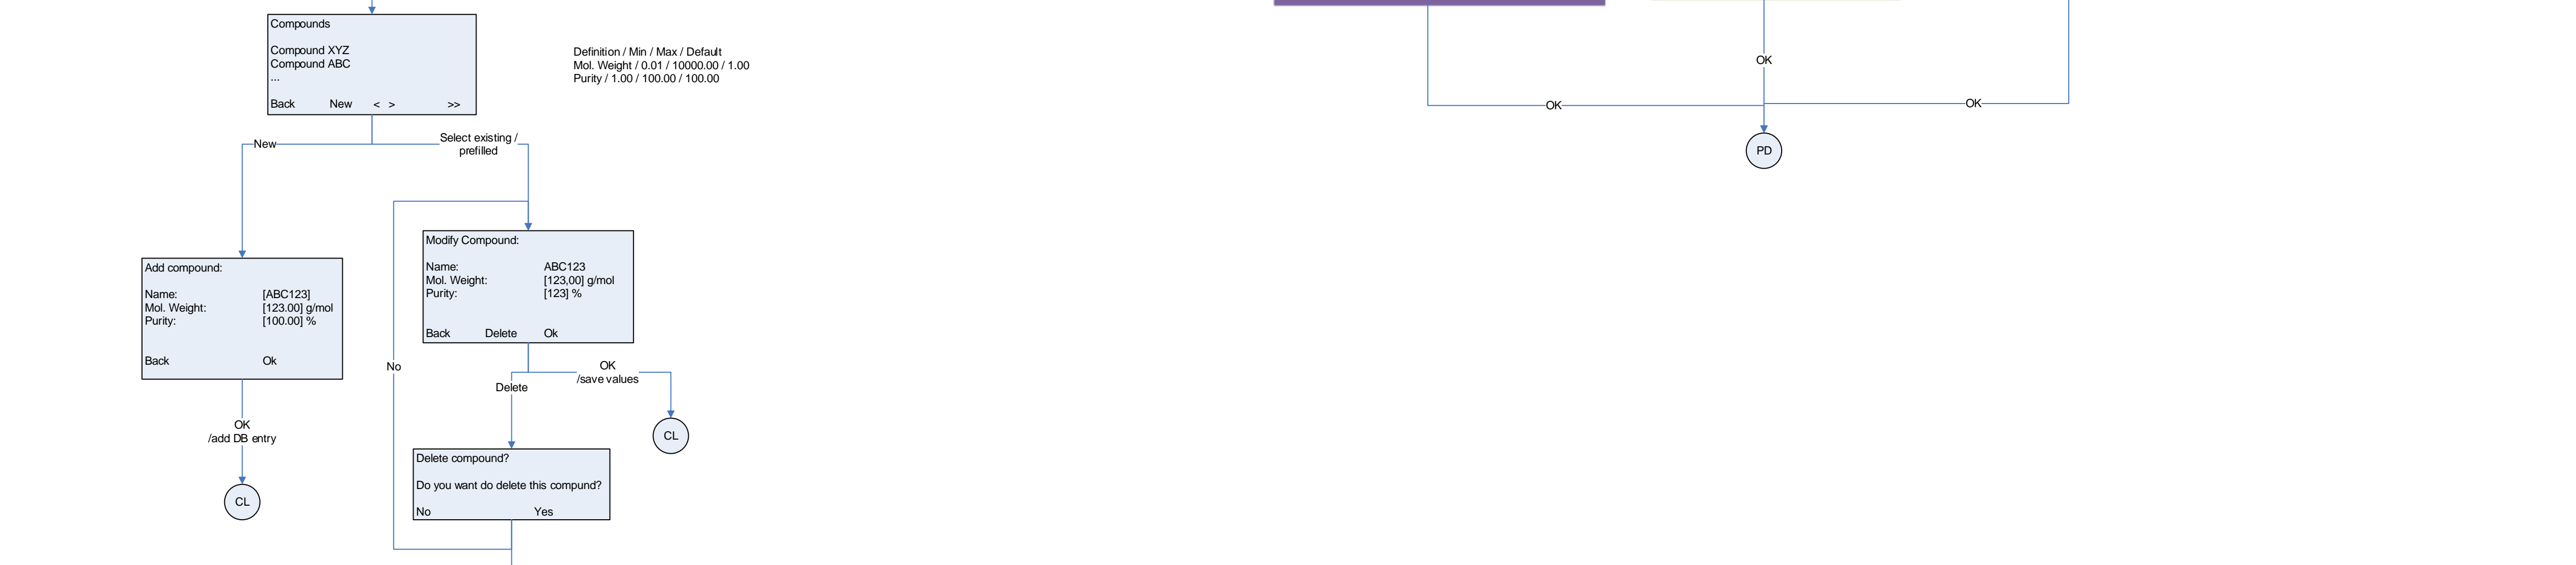 Compounds
Compound XYZ
Compound ABC
...
Back New < > >>
Definition / Min / Max / Default
Mol. Weight / 0.01 / 10000.00 / 1.00
Purity / 1.00 / 100.00 / 100.00
New
Select existing /
prefilled
Add compound:
Name: [ABC123]
Mol. Weight: [123.00] g/mol
Purity: [100.00] %
Back Ok
OK
/add DB entry
CL
Modify Compound:
Name: ABC123
Mol. Weight: [123,00] g/mol
Purity: [123] %
Back Delete Ok
No
Delete
OK
/save values
CL
Delete compound?
Do you want do delete this compund?
No Yes
OK
OK
OK
PD